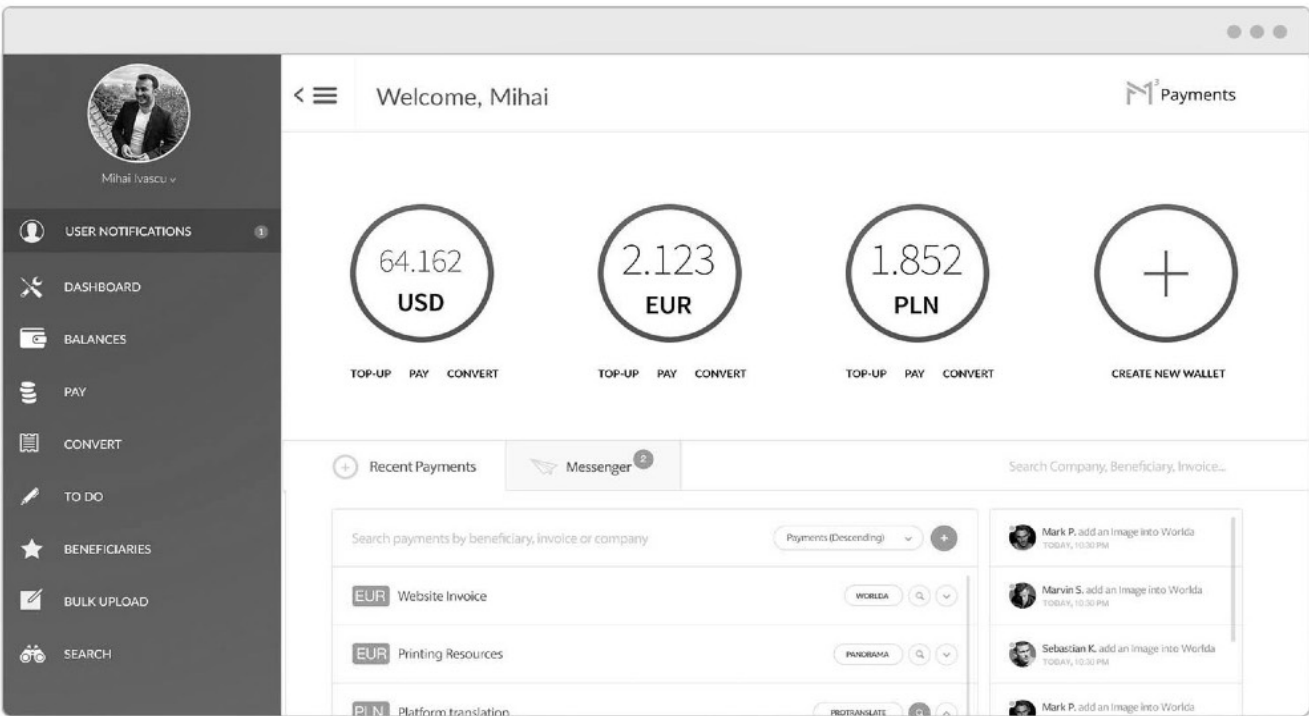 Welcome, Mihai
M³ Payments
Mihai Ivascu
USER NOTIFICATIONS 1
DASHBOARD
BALANCES
PAY
CONVERT
TO DO
BENEFICIARIES
BULK UPLOAD
SEARCH
64.162
USD
TOP-UP PAY CONVERT
2.123
EUR
TOP-UP PAY CONVERT
1.852
PLN
TOP-UP PAY CONVERT
CREATE NEW WALLET
Recent Payments
Messenger 2
Search Company, Beneficiary, Invoice...
Search payments by beneficiary, invoice or company
Payments (Descending)
EUR Website Invoice WORLDA
EUR Printing Resources PANORAMA
PLN Platform translation PROTRANSLATE
Mark P. add an Image into Worlda
TODAY, 10:30 PM
Marvin S. add an Image into Worlda
TODAY, 10:30 PM
Sebastian K. add an Image into Worlda
TODAY, 10:30 PM
Mark P. add an Image into Worlda